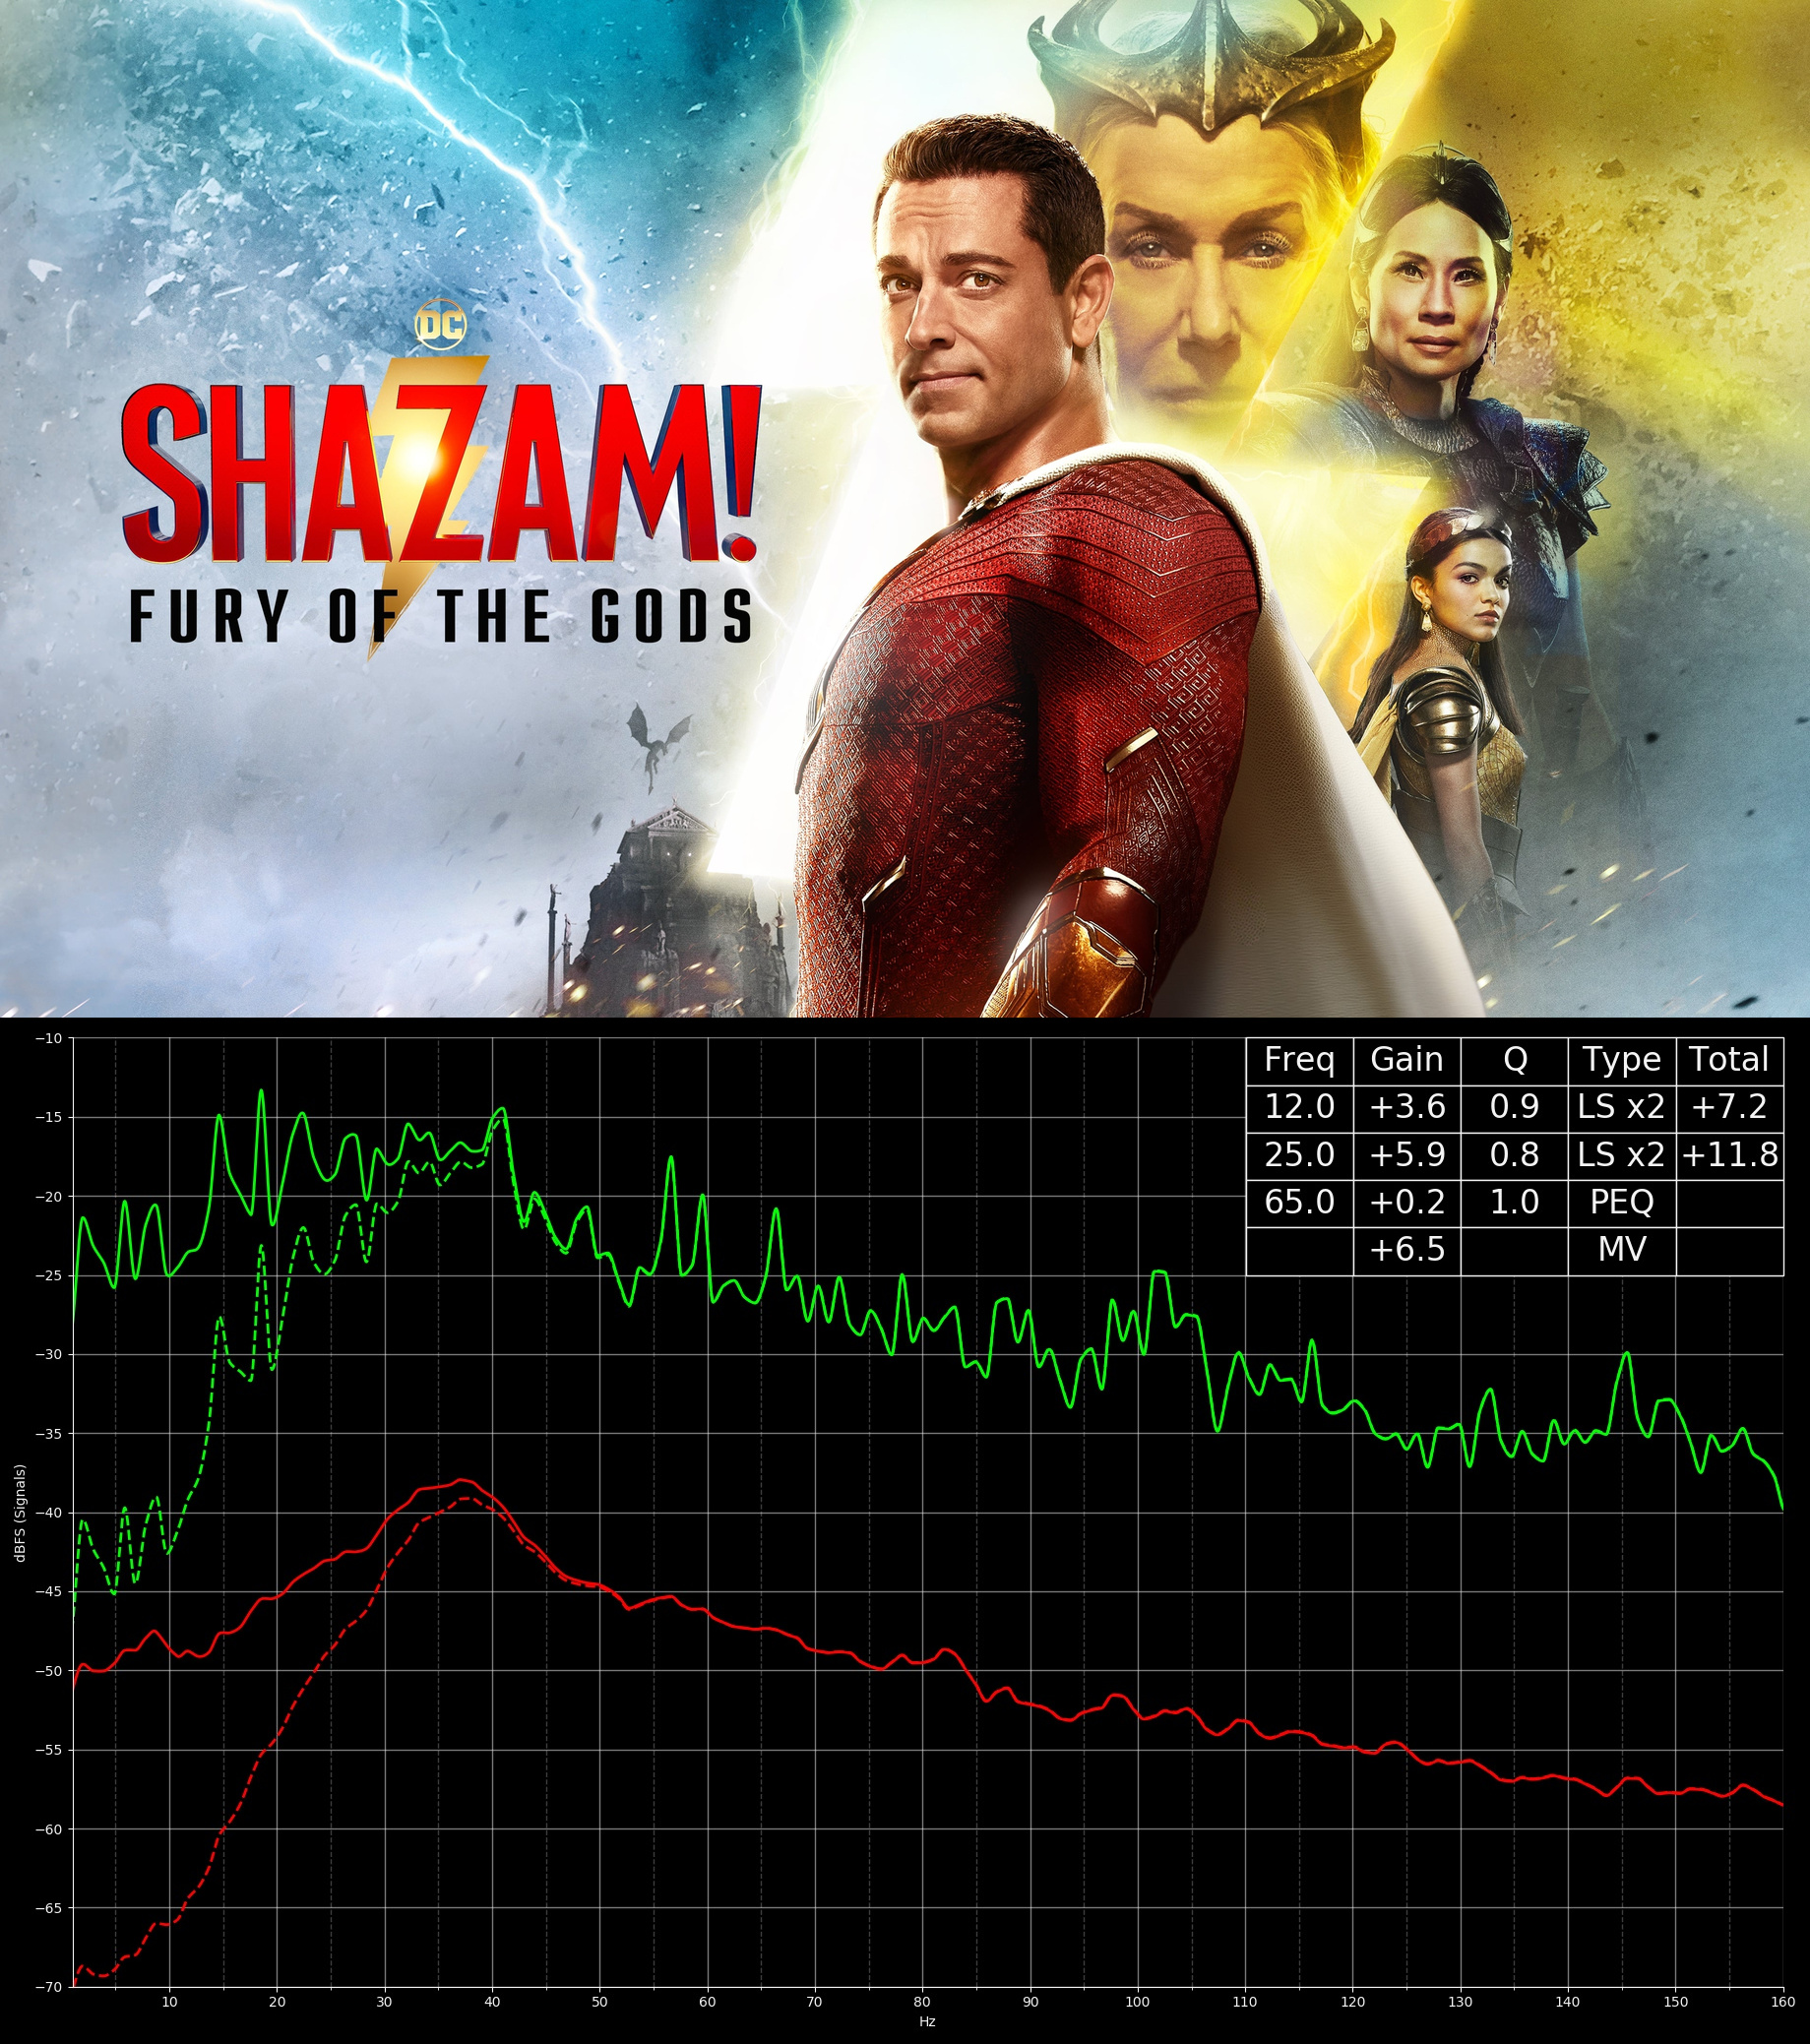 DC
SHAZAM!
FURY OF THE GODS
Freq Gain Q Type Total
12.0 +3.6 0.9 LS x2 +7.2
25.0 +5.9 0.8 LS x2 +11.8
65.0 +0.2 1.0 PEQ
+6.5 MV
−10
−15
−20
−25
−30
−35
−40
−45
−50
−55
−60
−65
−70
dBFS (Signals)
10 20 30 40 50 60 70 80 90 100 110 120 130 140 150 160
Hz